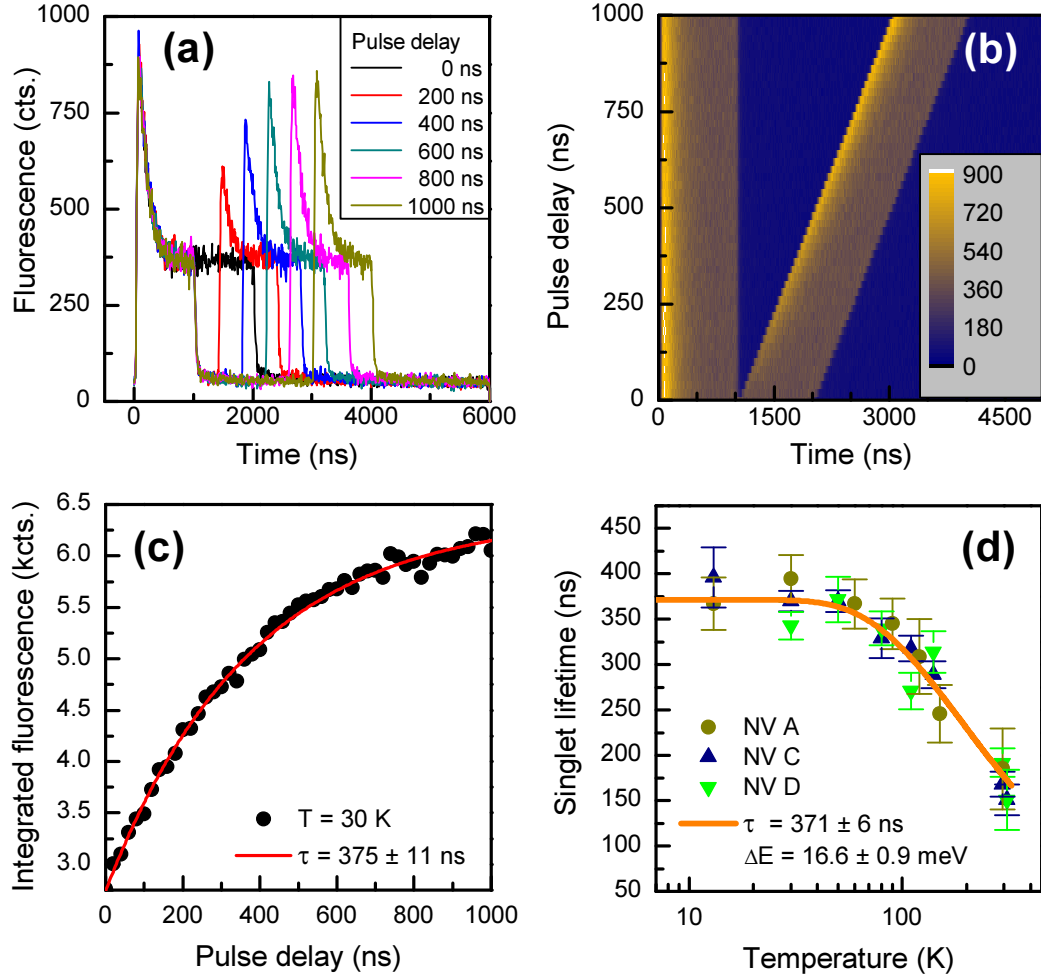 (a)
Pulse delay
0 ns
200 ns
400 ns
600 ns
800 ns
1000 ns
1000
750
500
250
0
Fluorescence (cts.)
0 2000 4000 6000
Time (ns)
(b)
1000
750
500
250
0
Pulse delay (ns)
900
720
540
360
180
0
0 1500 3000 4500
Time (ns)
(c)
6.5
6.0
5.5
5.0
4.5
4.0
3.5
3.0
Integrated fluorescence (kcts.)
T = 30 K
τ = 375 ± 11 ns
0 200 400 600 800 1000
Pulse delay (ns)
(d)
450
400
350
300
250
200
150
100
50
Singlet lifetime (ns)
NV A
NV C
NV D
τ = 371 ± 6 ns
ΔE = 16.6 ± 0.9 meV
10 100
Temperature (K)